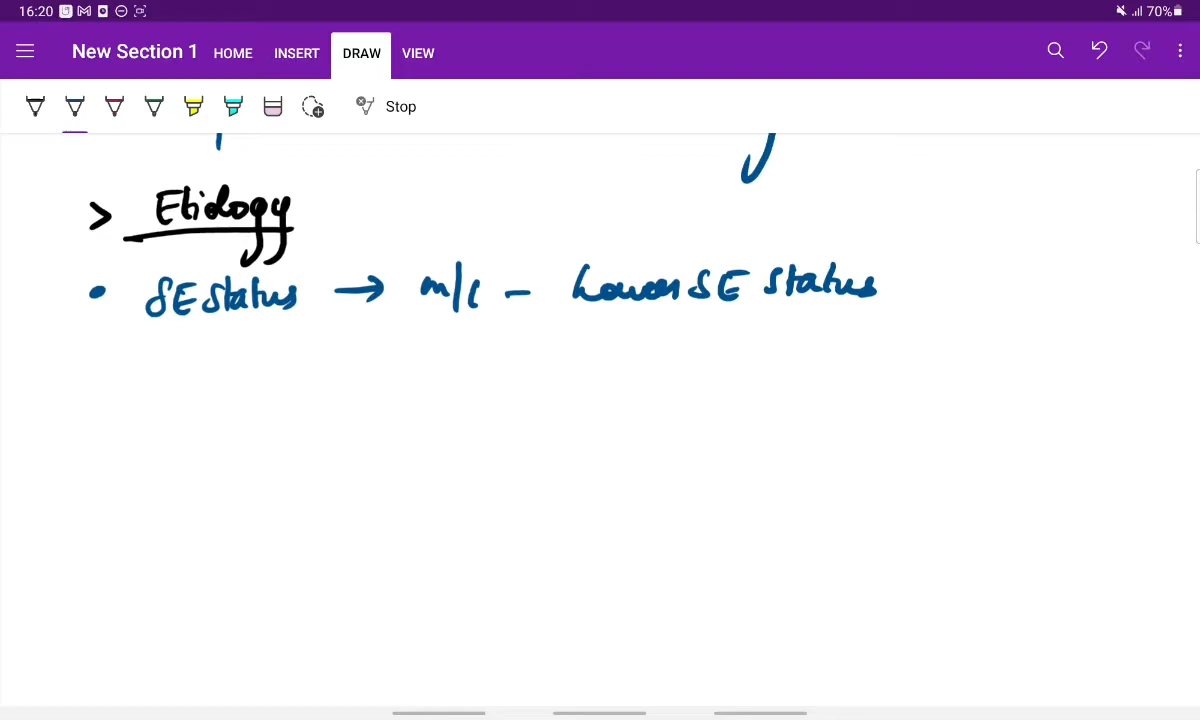 16:20 70%
New Section 1 HOME INSERT DRAW VIEW
Stop
> Etiology
• SE Status → m/c - Lower SE Status